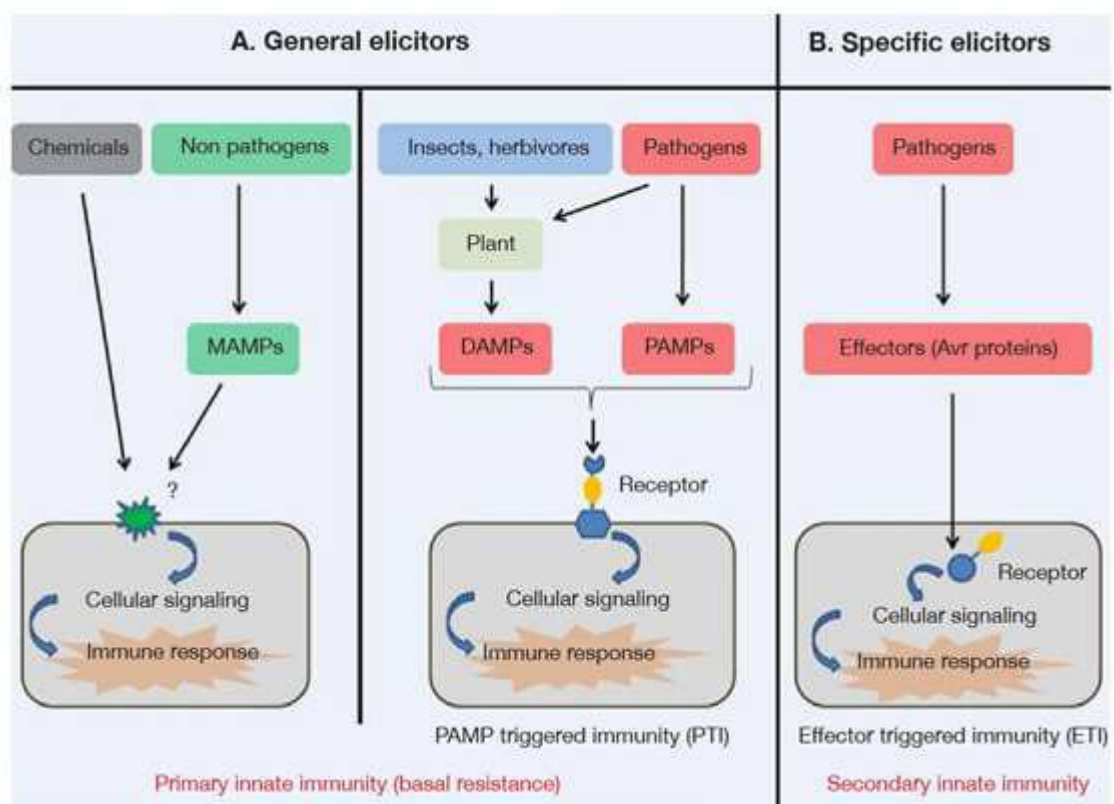 A. General elicitors
B. Specific elicitors
Chemicals
Non pathogens
Insects, herbivores
Pathogens
Pathogens
Plant
MAMPs
DAMPs
PAMPs
Effectors (Avr proteins)
?
Receptor
Receptor
Cellular signaling
Cellular signaling
Cellular signaling
Immune response
Immune response
Immune response
PAMP triggered immunity (PTI)
Effector triggered immunity (ETI)
Primary innate immunity (basal resistance)
Secondary innate immunity